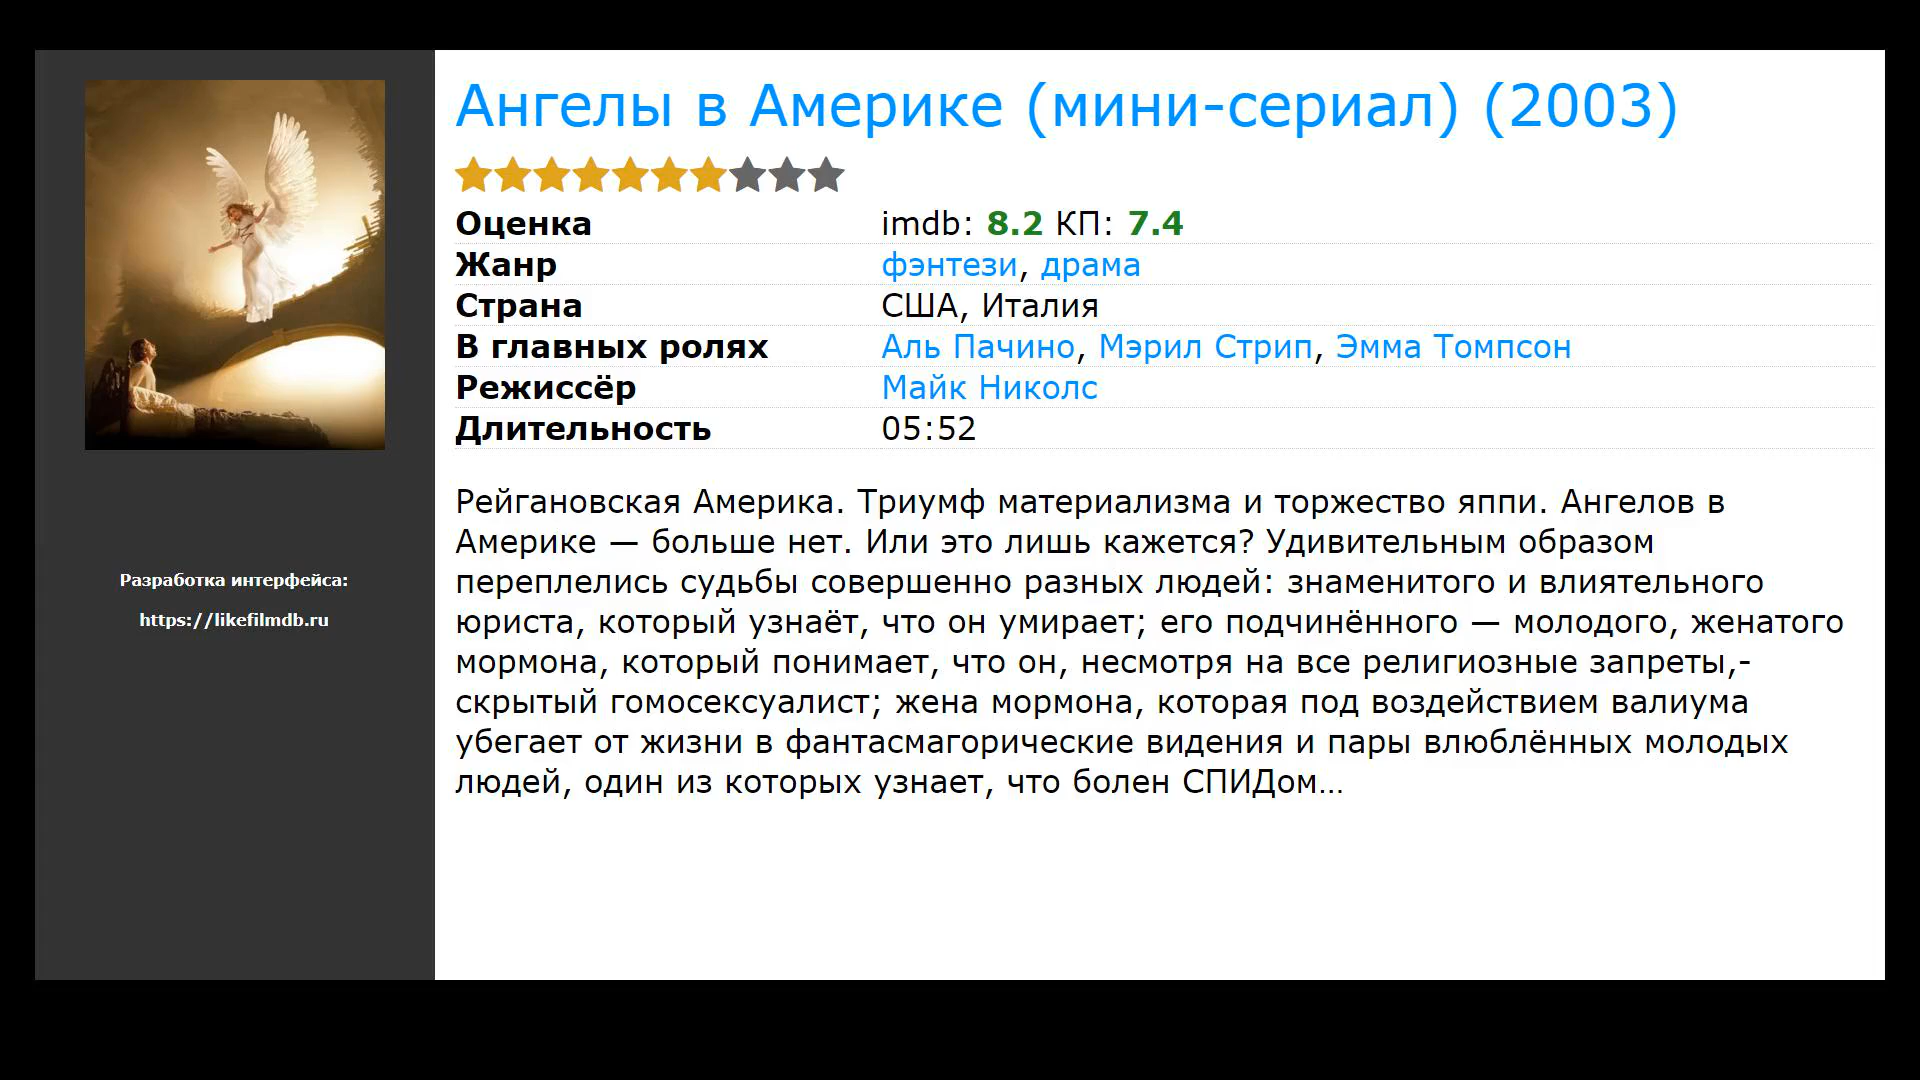 Ангелы в Америке (мини-сериал) (2003)
Оценка imdb: 8.2 КП: 7.4
Жанр фэнтези, драма
Страна США, Италия
В главных ролях Аль Пачино, Мэрил Стрип, Эмма Томпсон
Режиссёр Майк Николс
Длительность 05:52
Рейгановская Америка. Триумф материализма и торжество яппи. Ангелов в
Америке — больше нет. Или это лишь кажется? Удивительным образом
переплелись судьбы совершенно разных людей: знаменитого и влиятельного
юриста, который узнаёт, что он умирает; его подчинённого — молодого, женатого
мормона, который понимает, что он, несмотря на все религиозные запреты,-
скрытый гомосексуалист; жена мормона, которая под воздействием валиума
убегает от жизни в фантасмагорические видения и пары влюблённых молодых
людей, один из которых узнает, что болен СПИДом…
Разработка интерфейса:
https://likefilmdb.ru